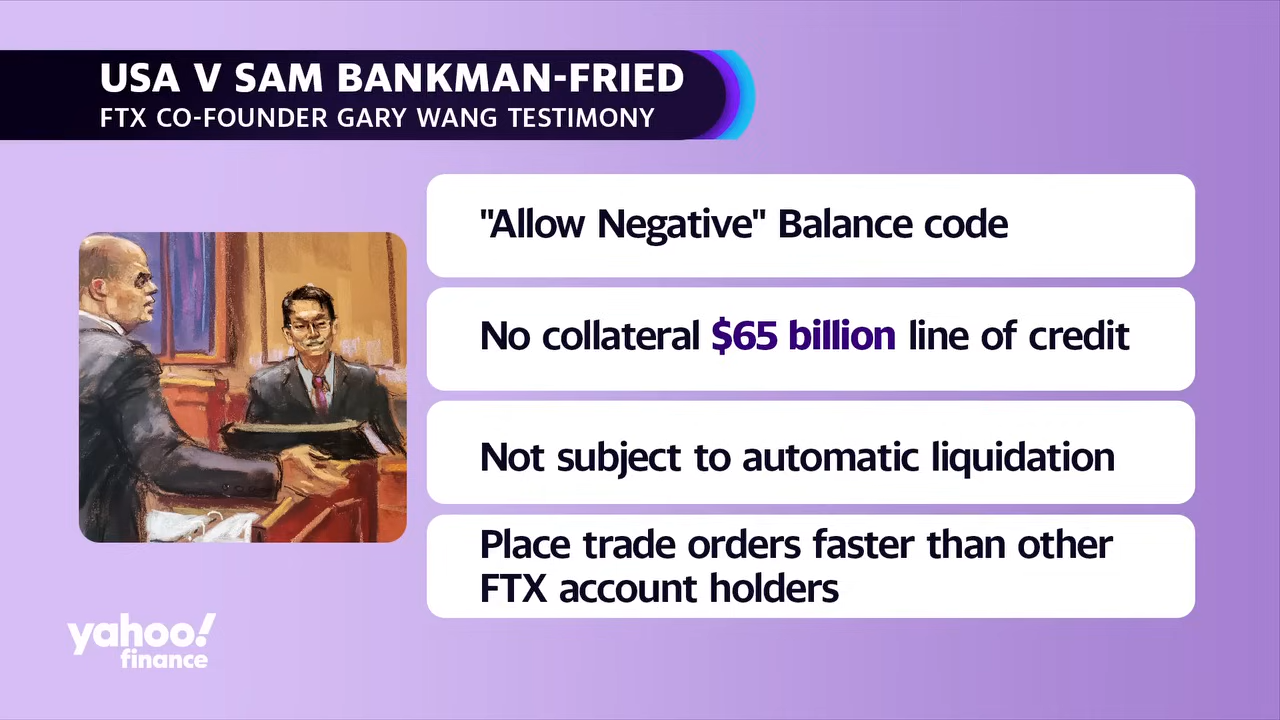 USA V SAM BANKMAN-FRIED
FTX CO-FOUNDER GARY WANG TESTIMONY
"Allow Negative" Balance code
No collateral $65 billion line of credit
Not subject to automatic liquidation
Place trade orders faster than other
FTX account holders
yahoo!
finance